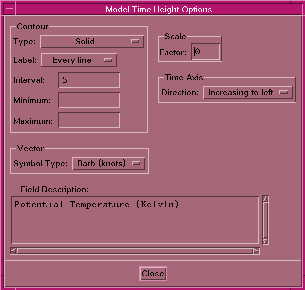 Model Time Height Options
Contour
Type: Solid
Label: Every line
Interval: 5
Minimum:
Maximum:
Scale
Factor: 0
Time Axis
Direction: Increasing to left
Vector
Symbol Type: Barb (knots)
Field Description:
Potential Temperature (Kelvin)
Close